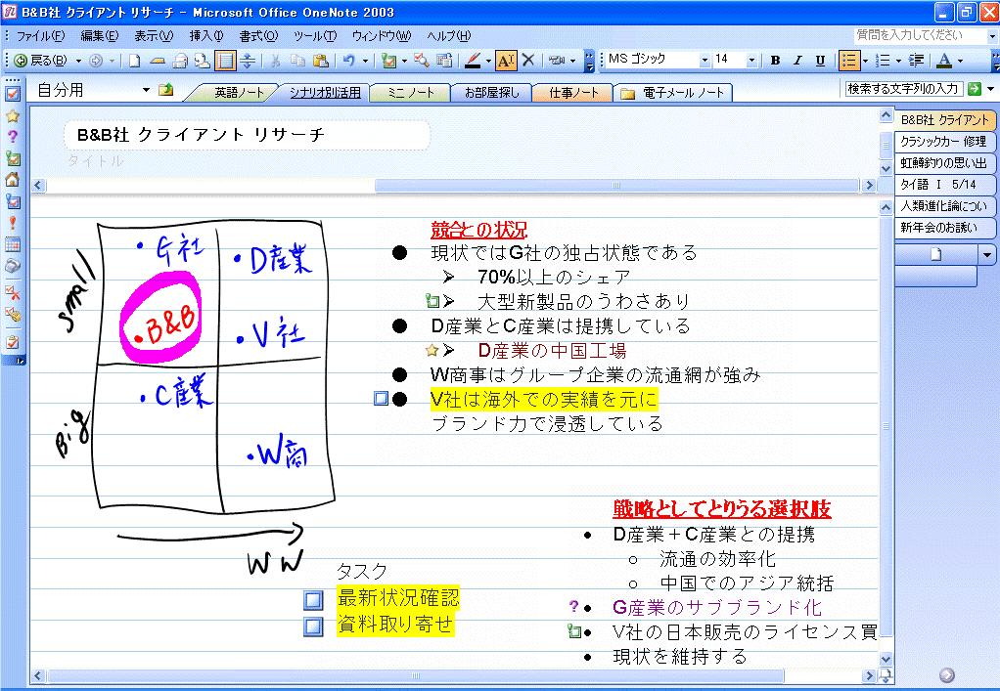 B&B社 クライアント リサーチ - Microsoft Office OneNote 2003
ファイル(F) 編集(E) 表示(V) 挿入(I) 書式(O) ツール(T) ウィンドウ(W) ヘルプ(H) 質問を入力してください
戻る(B) MS ゴシック 14 B I U A
自分用 英語ノート シナリオ別活用 ミニ ノート お部屋探し 仕事ノート 電子メール ノート 検索する文字列の入力
B&B社 クライアント リサーチ
タイトル
B&B社 クライアント
クラシックカー 修理
虹鱒釣りの思い出
タイ語 I 5/14
人類進化論につい
新年会のお誘い
small
Big
・G社
・D産業
・B&B
・V社
・C産業
・W商
WW
競合との状況
● 現状ではG社の独占状態である
➢ 70%以上のシェア
➢ 大型新製品のうわさあり
● D産業とC産業は提携している
➢ D産業の中国工場
● W商事はグループ企業の流通網が強み
● V社は海外での実績を元に
ブランド力で浸透している
タスク
最新状況確認
資料取り寄せ
戦略としてとりうる選択肢
• D産業＋C産業との提携
○ 流通の効率化
○ 中国でのアジア統括
? • G産業のサブブランド化
• V社の日本販売のライセンス買
• 現状を維持する